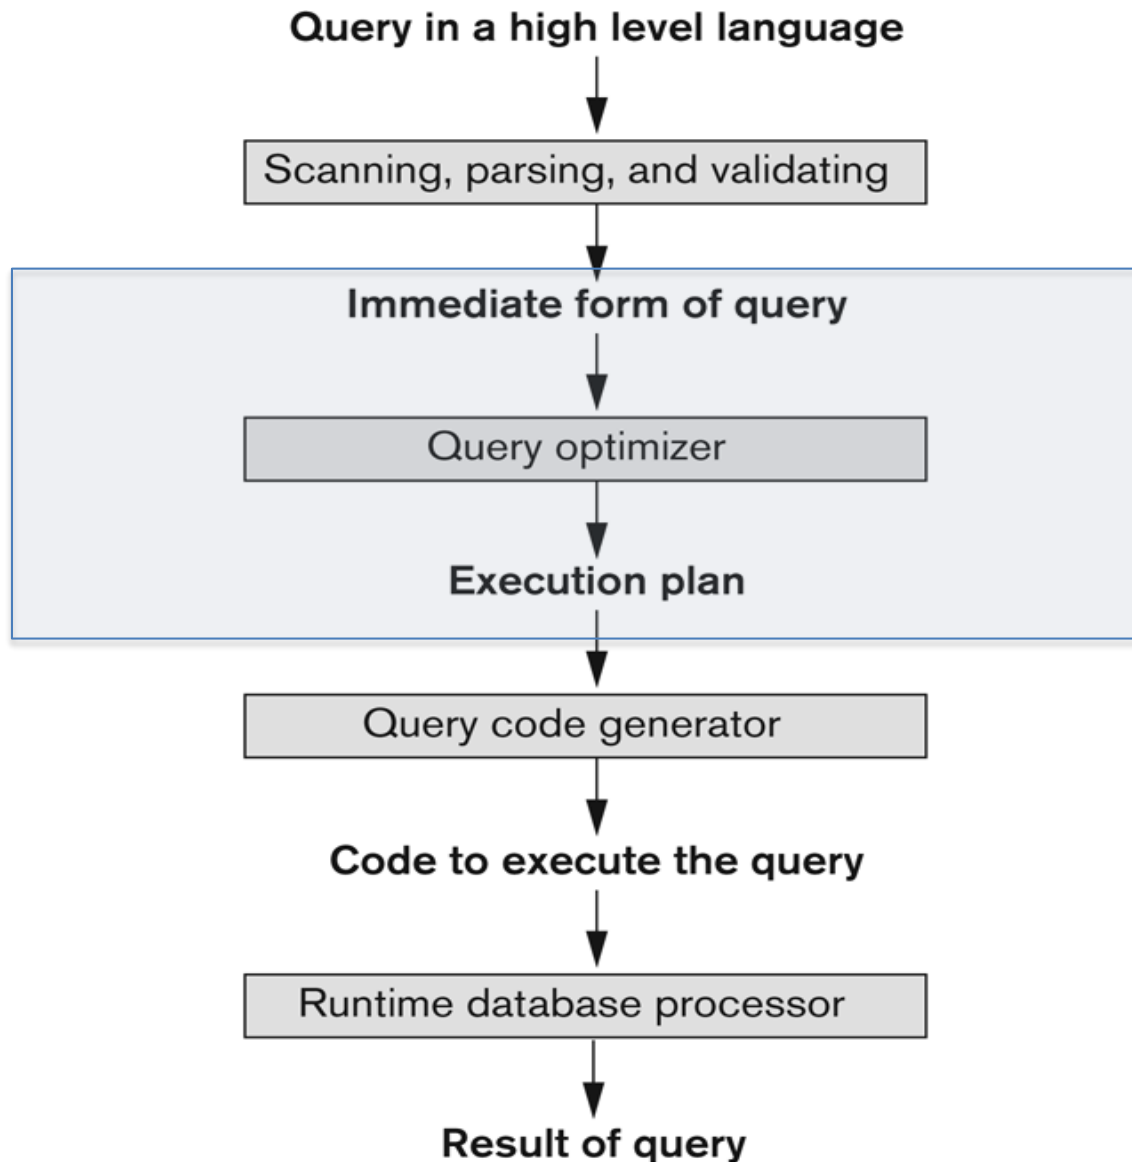 Query in a high level language
Scanning, parsing, and validating
Immediate form of query
Query optimizer
Execution plan
Query code generator
Code to execute the query
Runtime database processor
Result of query